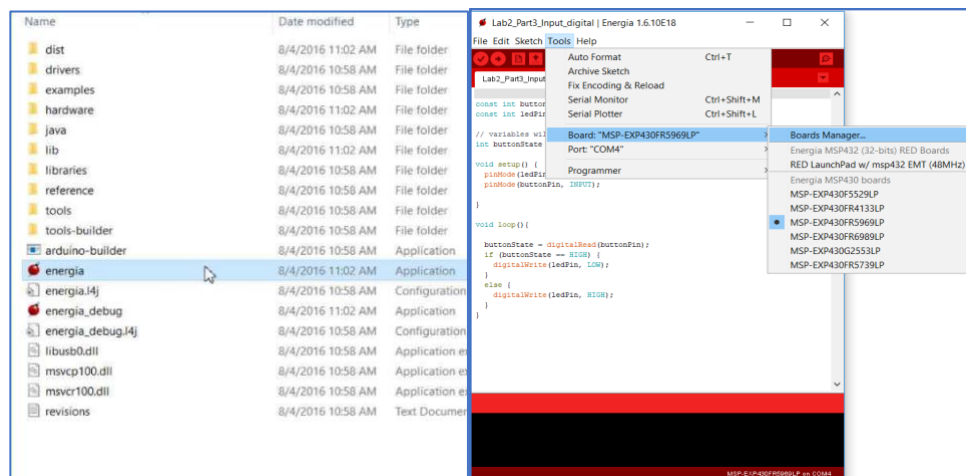 Name Date modified Type
dist 8/4/2016 11:02 AM File folder
drivers 8/4/2016 10:58 AM File folder
examples 8/4/2016 10:58 AM File folder
hardware 8/4/2016 11:02 AM File folder
java 8/4/2016 10:58 AM File folder
lib 8/4/2016 11:02 AM File folder
libraries 8/4/2016 10:58 AM File folder
reference 8/4/2016 10:58 AM File folder
tools 8/4/2016 10:58 AM File folder
tools-builder 8/4/2016 10:58 AM File folder
arduino-builder 8/4/2016 10:58 AM Application
energia 8/4/2016 11:02 AM Application
energia.l4j 8/4/2016 10:58 AM Configuration
energia_debug 8/4/2016 11:02 AM Application
energia_debug.l4j 8/4/2016 10:58 AM Configuration
libusb0.dll 8/4/2016 10:58 AM Application e
msvcp100.dll 8/4/2016 10:58 AM Application e
msvcr100.dll 8/4/2016 10:58 AM Application e
revisions 8/4/2016 10:58 AM Text Documen
Lab2_Part3_Input_digital | Energia 1.6.10E18
File Edit Sketch Tools Help
Lab2_Part3_Input
const int button
const int ledPin
// variables wil
int buttonState
void setup() {
pinMode(ledPin
pinMode(buttonPin, INPUT);
}
void loop(){
buttonState = digitalRead(buttonPin);
if (buttonState == HIGH) {
digitalWrite(ledPin, LOW);
}
else {
digitalWrite(ledPin, HIGH);
}
}
Auto Format Ctrl+T
Archive Sketch
Fix Encoding & Reload
Serial Monitor Ctrl+Shift+M
Serial Plotter Ctrl+Shift+L
Board: "MSP-EXP430FR5969LP"
Port: "COM4"
Programmer
Boards Manager...
Energia MSP432 (32-bits) RED Boards
RED LaunchPad w/ msp432 EMT (48MHz)
Energia MSP430 boards
MSP-EXP430F5529LP
MSP-EXP430FR4133LP
MSP-EXP430FR5969LP
MSP-EXP430FR6989LP
MSP-EXP430G2553LP
MSP-EXP430FR5739LP
MSP-EXP430FR5969LP on COM4